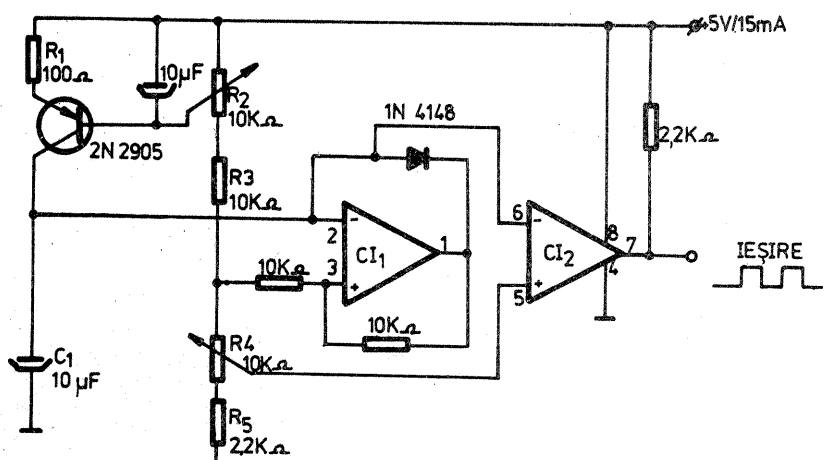 +5V/15mA
R1
100Ω
10µF
R2
10KΩ
1N 4148
2,2KΩ
2N 2905
R3
10KΩ
2
-
CI1
1
3
+
10KΩ
6
-
CI2
8
7
4
5
+
IEŞIRE
10KΩ
R4
10KΩ
C1
10 µF
R5
2,2KΩ